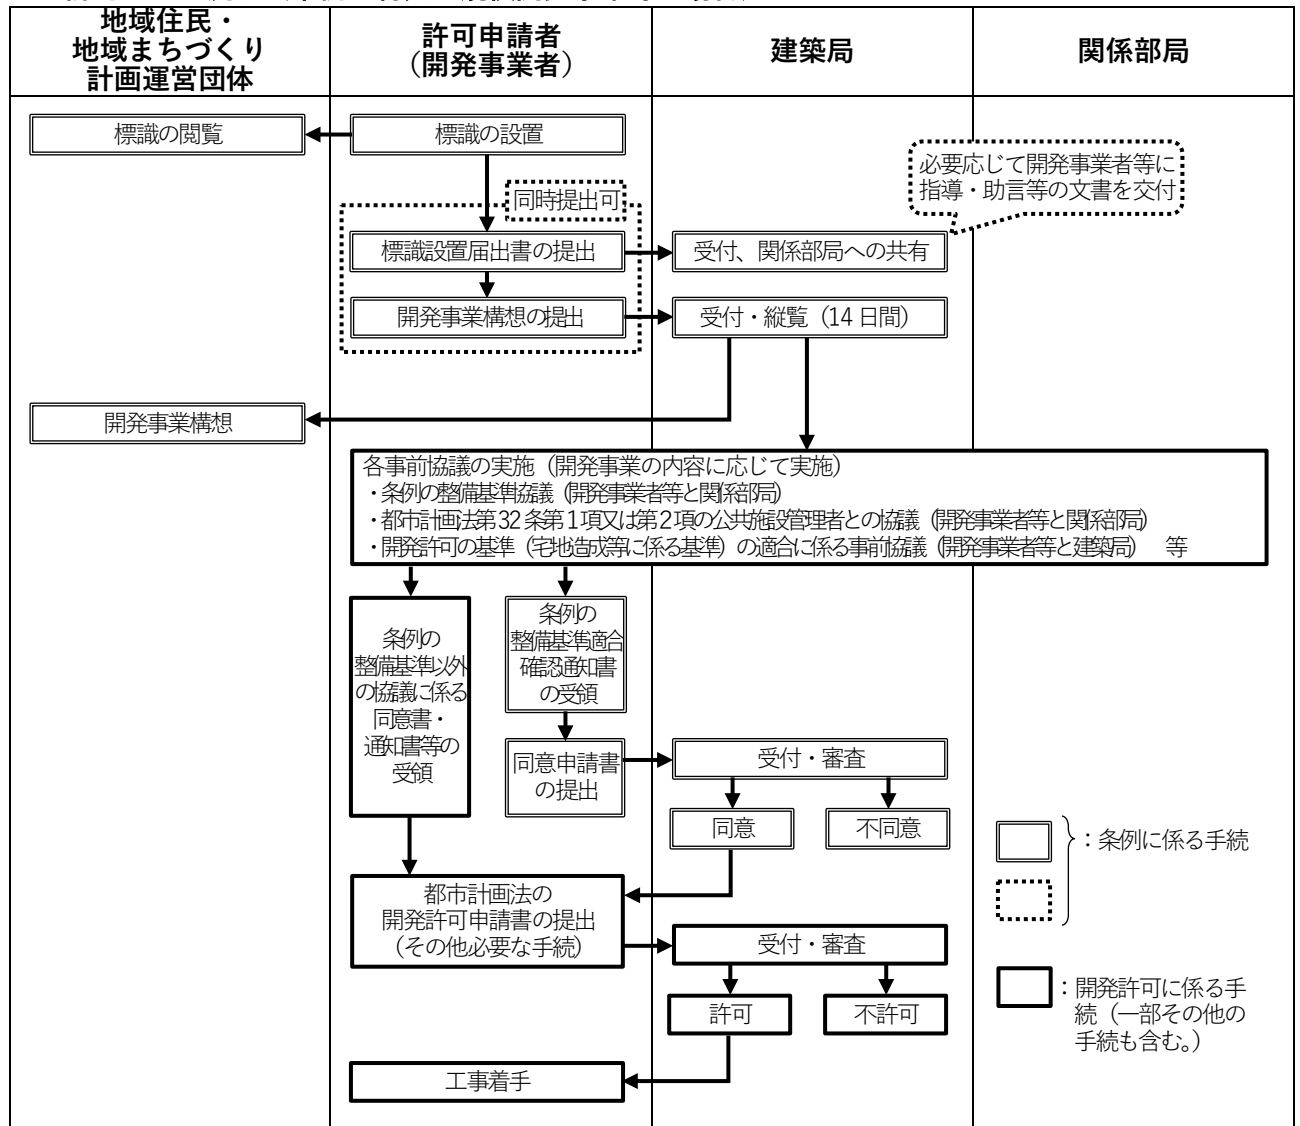 地域住民・
地域まちづくり
計画運営団体
許可申請者
（開発事業者）
建築局
関係部局
標識の閲覧
標識の設置
必要応じて開発事業者等に
指導・助言等の文書を交付
同時提出可
標識設置届出書の提出
受付、関係部局への共有
開発事業構想の提出
受付・縦覧（14 日間）
開発事業構想
各事前協議の実施（開発事業の内容に応じて実施）
・条例の整備基準協議（開発事業者等と関係部局）
・都市計画法第32 条第１項又は第２項の公共施設管理者との協議（開発事業者等と関係部局）
・開発許可の基準（宅地造成等に係る基準）の適合に係る事前協議（開発事業者等と建築局）　等
条例の
整備基準以外
の協議に係る
同意書・
通知書等の
受領
条例の
整備基準適合
確認通知書
の受領
同意申請書
の提出
受付・審査
同意
不同意
都市計画法の
開発許可申請書の提出
（その他必要な手続）
受付・審査
許可
不許可
工事着手
：条例に係る手続
：開発許可に係る手
続（一部その他の
手続も含む。）